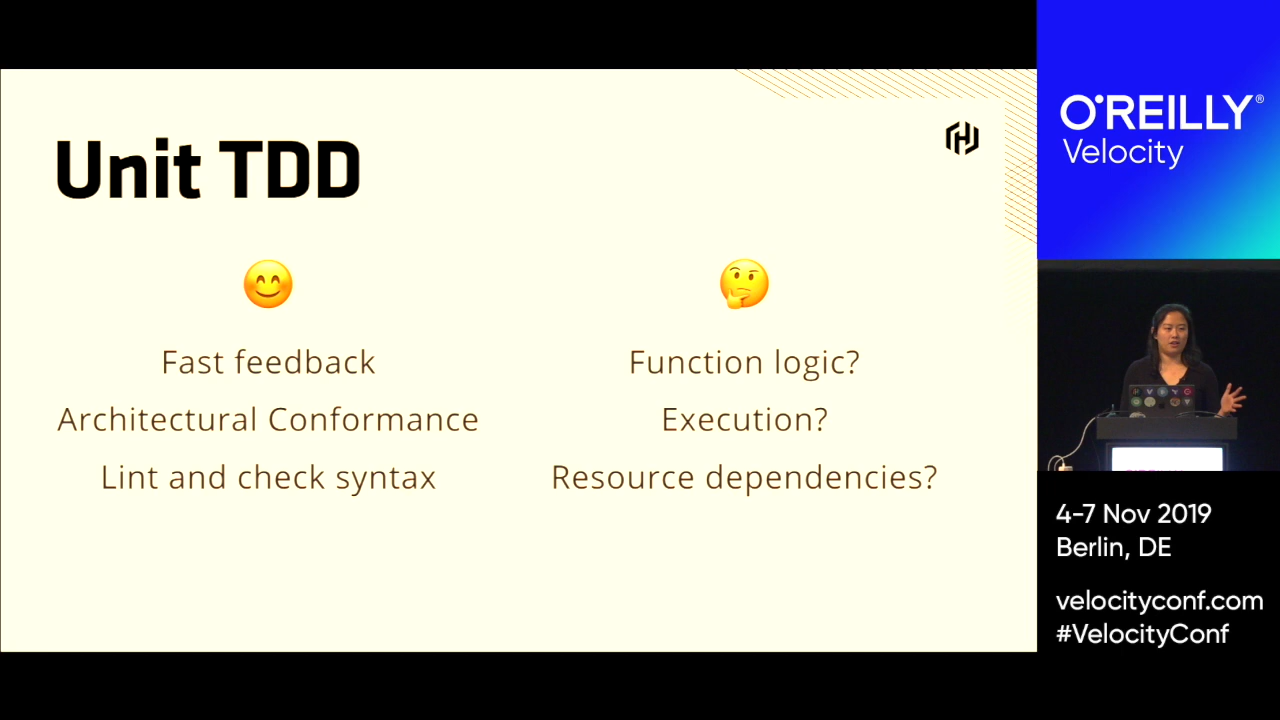 Unit TDD
Fast feedback
Architectural Conformance
Lint and check syntax
Function logic?
Execution?
Resource dependencies?
O'REILLY®
Velocity
4-7 Nov 2019
Berlin, DE
velocityconf.com
#VelocityConf